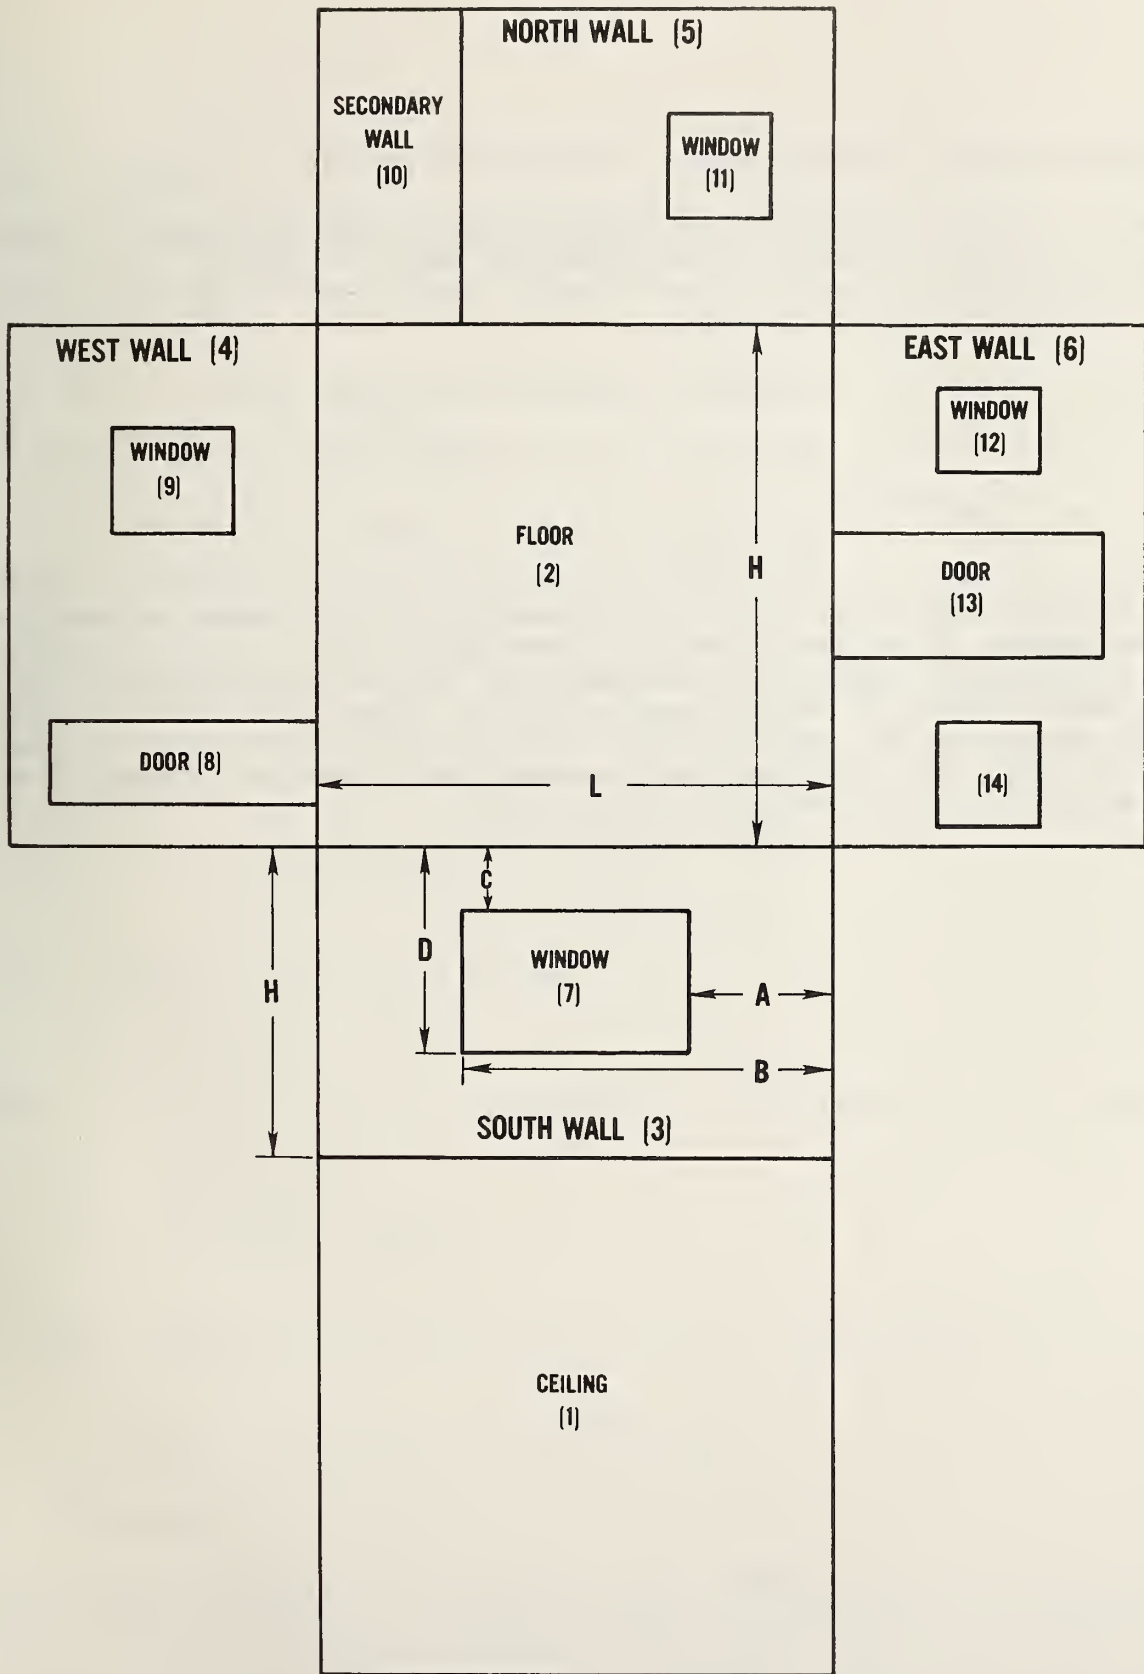 NORTH WALL (5)
SECONDARY
WALL
(10)
WINDOW
(11)
WEST WALL (4)
EAST WALL (6)
WINDOW
(9)
WINDOW
(12)
FLOOR
(2)
H
DOOR
(13)
DOOR (8)
L
(14)
C
D
WINDOW
(7)
H
A
B
SOUTH WALL (3)
CEILING
(1)